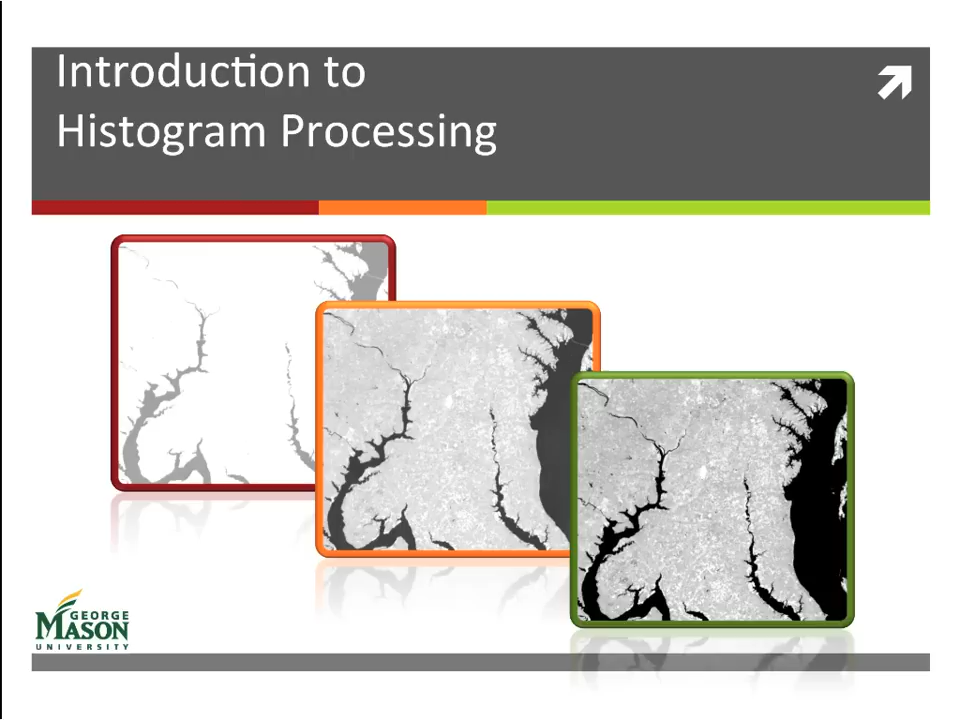 Introduction to
Histogram Processing
GEORGE
MASON
UNIVERSITY